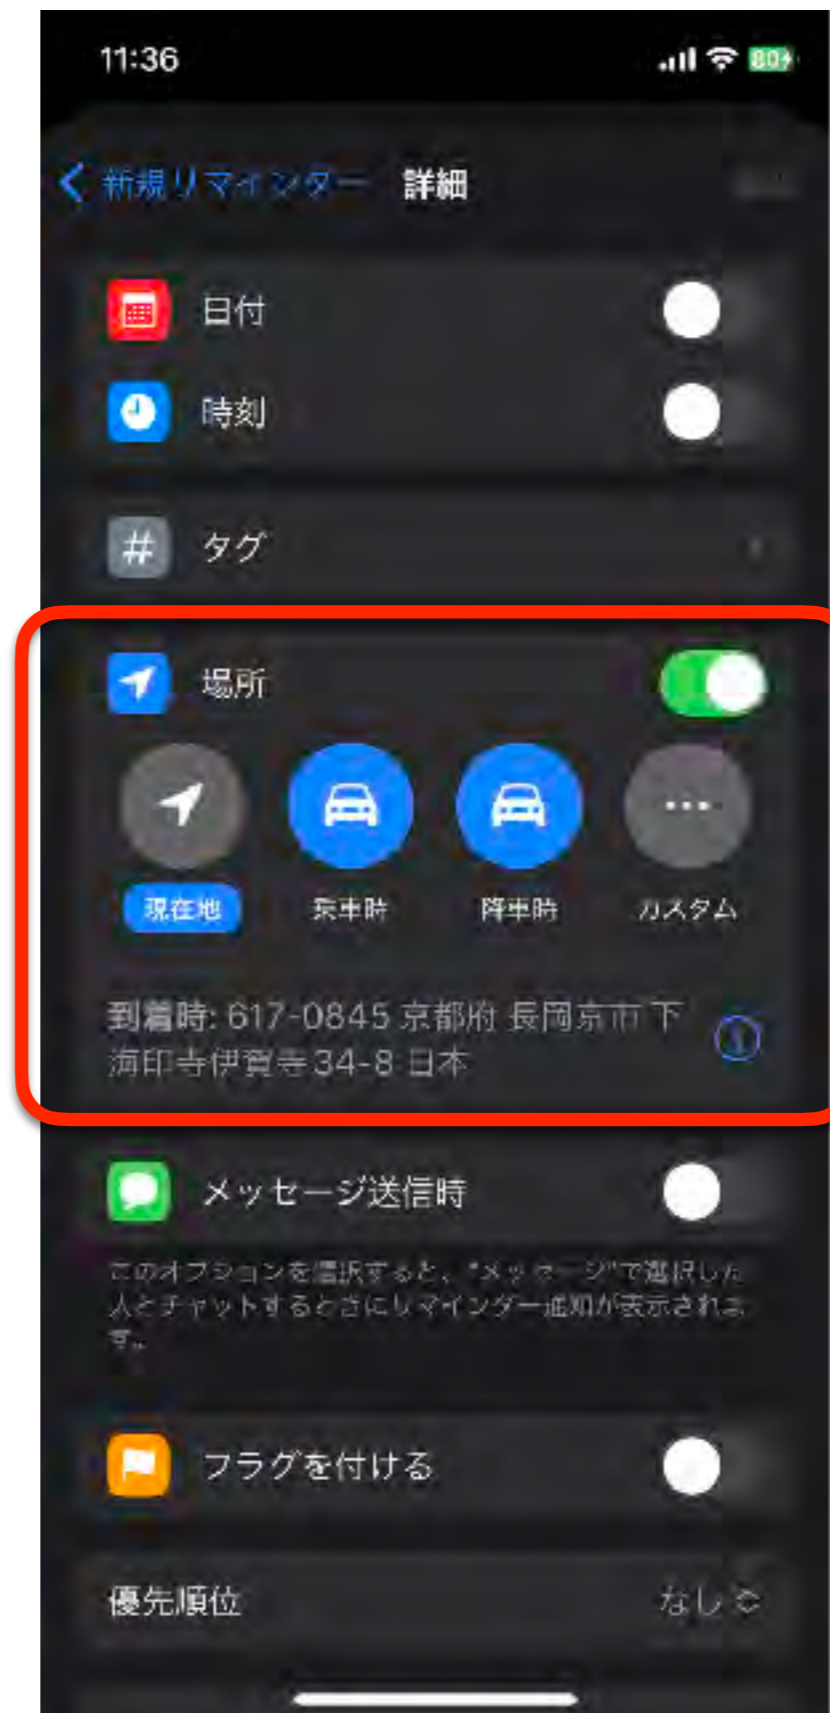 11:36
80
新規リマインダー 詳細
日付
時刻
# タグ
場所
現在地 乗車時 降車時 カスタム
到着時: 617-0845 京都府 長岡京市 下
海印寺伊賀寺34-8 日本
メッセージ送信時
このオプションを選択すると、"メッセージ"で選択した
人とチャットするときにリマインダー通知が表示されま
す。
フラグを付ける
優先順位 なし